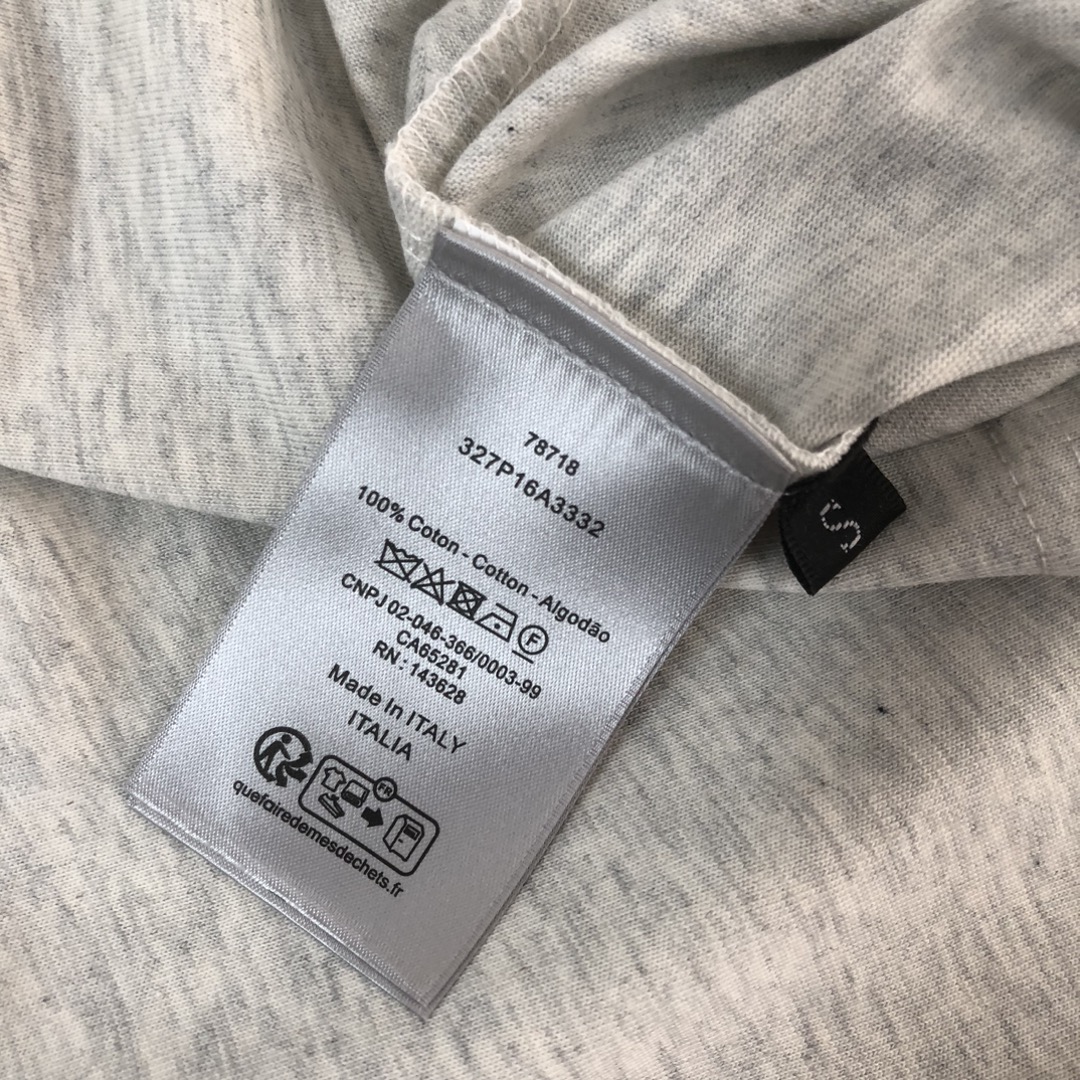 78718
327P16A3332
100% Coton - Cotton - Algodão
F
CNPJ 02-046-366/0003-99
CA65281
RN : 143628
Made In ITALY
ITALIA
FR
quefairedemesdechets.fr
S